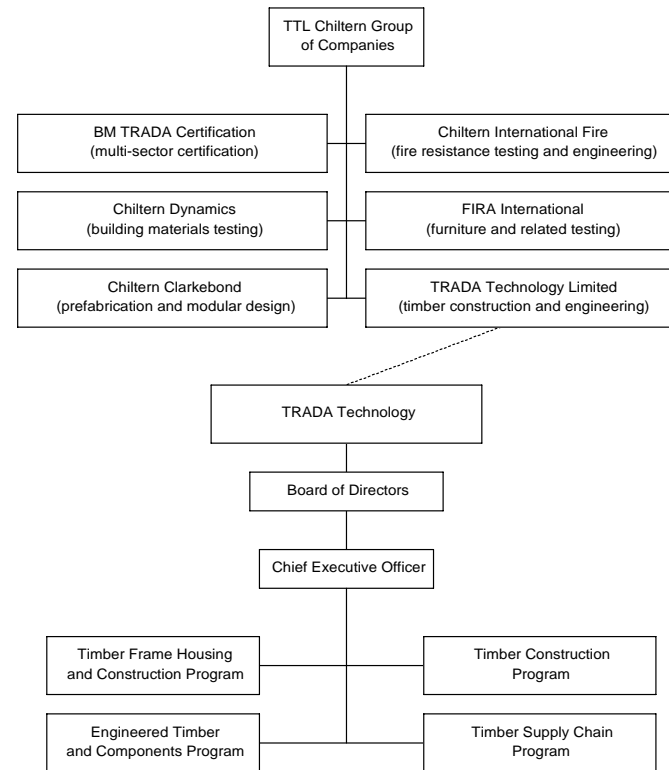 TTL Chiltern Group
of Companies
BM TRADA Certification
(multi-sector certification)
Chiltern International Fire
(fire resistance testing and engineering)
Chiltern Dynamics
(building materials testing)
FIRA International
(furniture and related testing)
Chiltern Clarkebond
(prefabrication and modular design)
TRADA Technology Limited
(timber construction and engineering)
TRADA Technology
Board of Directors
Chief Executive Officer
Timber Frame Housing
and Construction Program
Timber Construction
Program
Engineered Timber
and Components Program
Timber Supply Chain
Program